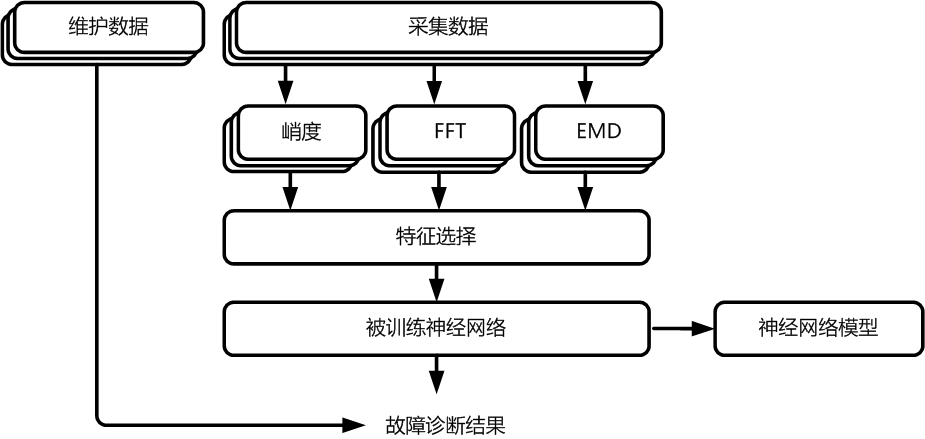 维护数据
采集数据
峭度
FFT
EMD
特征选择
被训练神经网络
神经网络模型
故障诊断结果